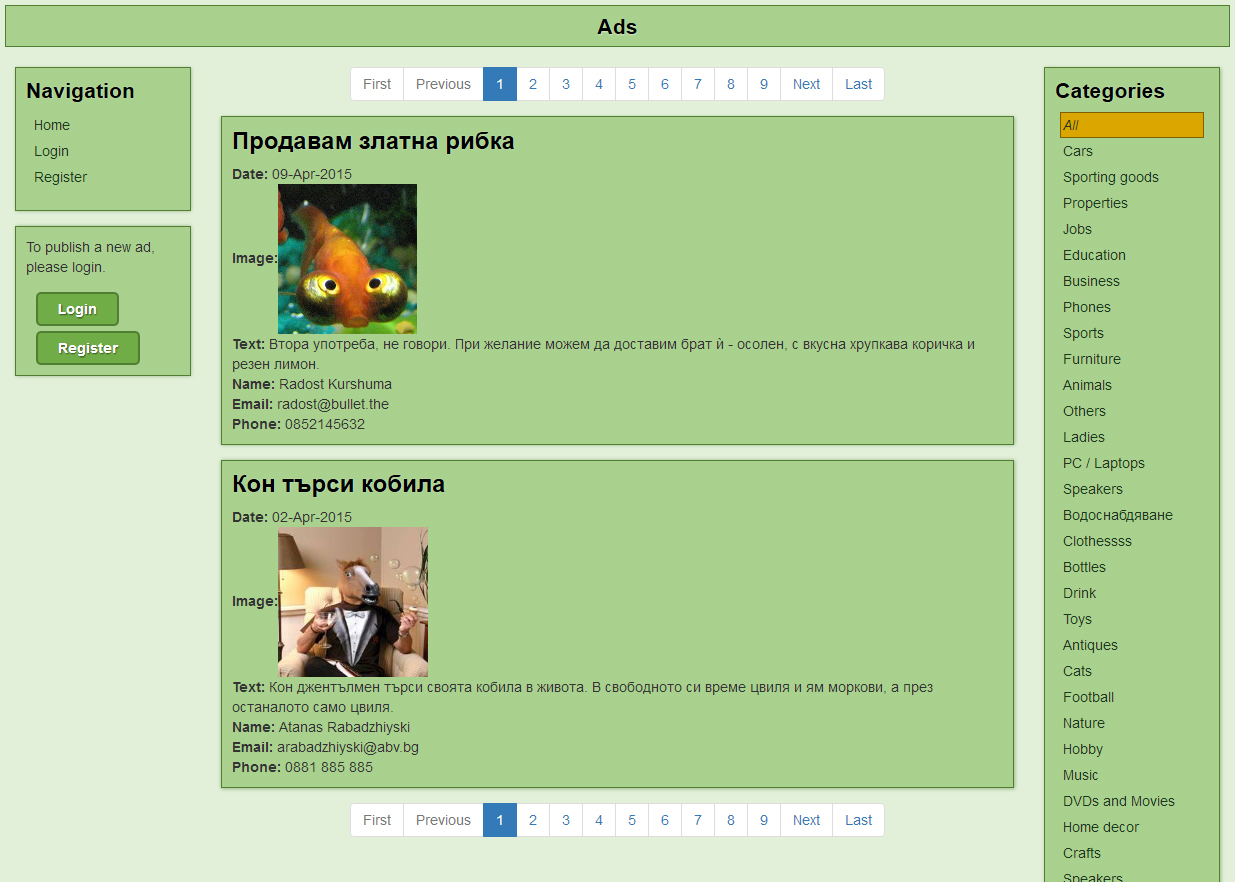 Ads
Navigation
Home
Login
Register
To publish a new ad,
please login.
Login
Register
First Previous 1 2 3 4 5 6 7 8 9 Next Last
Продавам златна рибка
Date: 09-Apr-2015
Image:
Text: Втора употреба, не говори. При желание можем да доставим брат ѝ - осолен, с вкусна хрупкава коричка и
резен лимон.
Name: Radost Kurshuma
Email: radost@bullet.the
Phone: 0852145632
Кон търси кобила
Date: 02-Apr-2015
Image:
Text: Кон джентълмен търси своята кобила в живота. В свободното си време цвиля и ям моркови, а през
останалото само цвиля.
Name: Atanas Rabadzhiyski
Email: arabadzhiyski@abv.bg
Phone: 0881 885 885
First Previous 1 2 3 4 5 6 7 8 9 Next Last
Categories
All
Cars
Sporting goods
Properties
Jobs
Education
Business
Phones
Sports
Furniture
Animals
Others
Ladies
PC / Laptops
Speakers
Водоснабдяване
Clothessss
Bottles
Drink
Toys
Antiques
Cats
Football
Nature
Hobby
Music
DVDs and Movies
Home decor
Crafts
Speakers